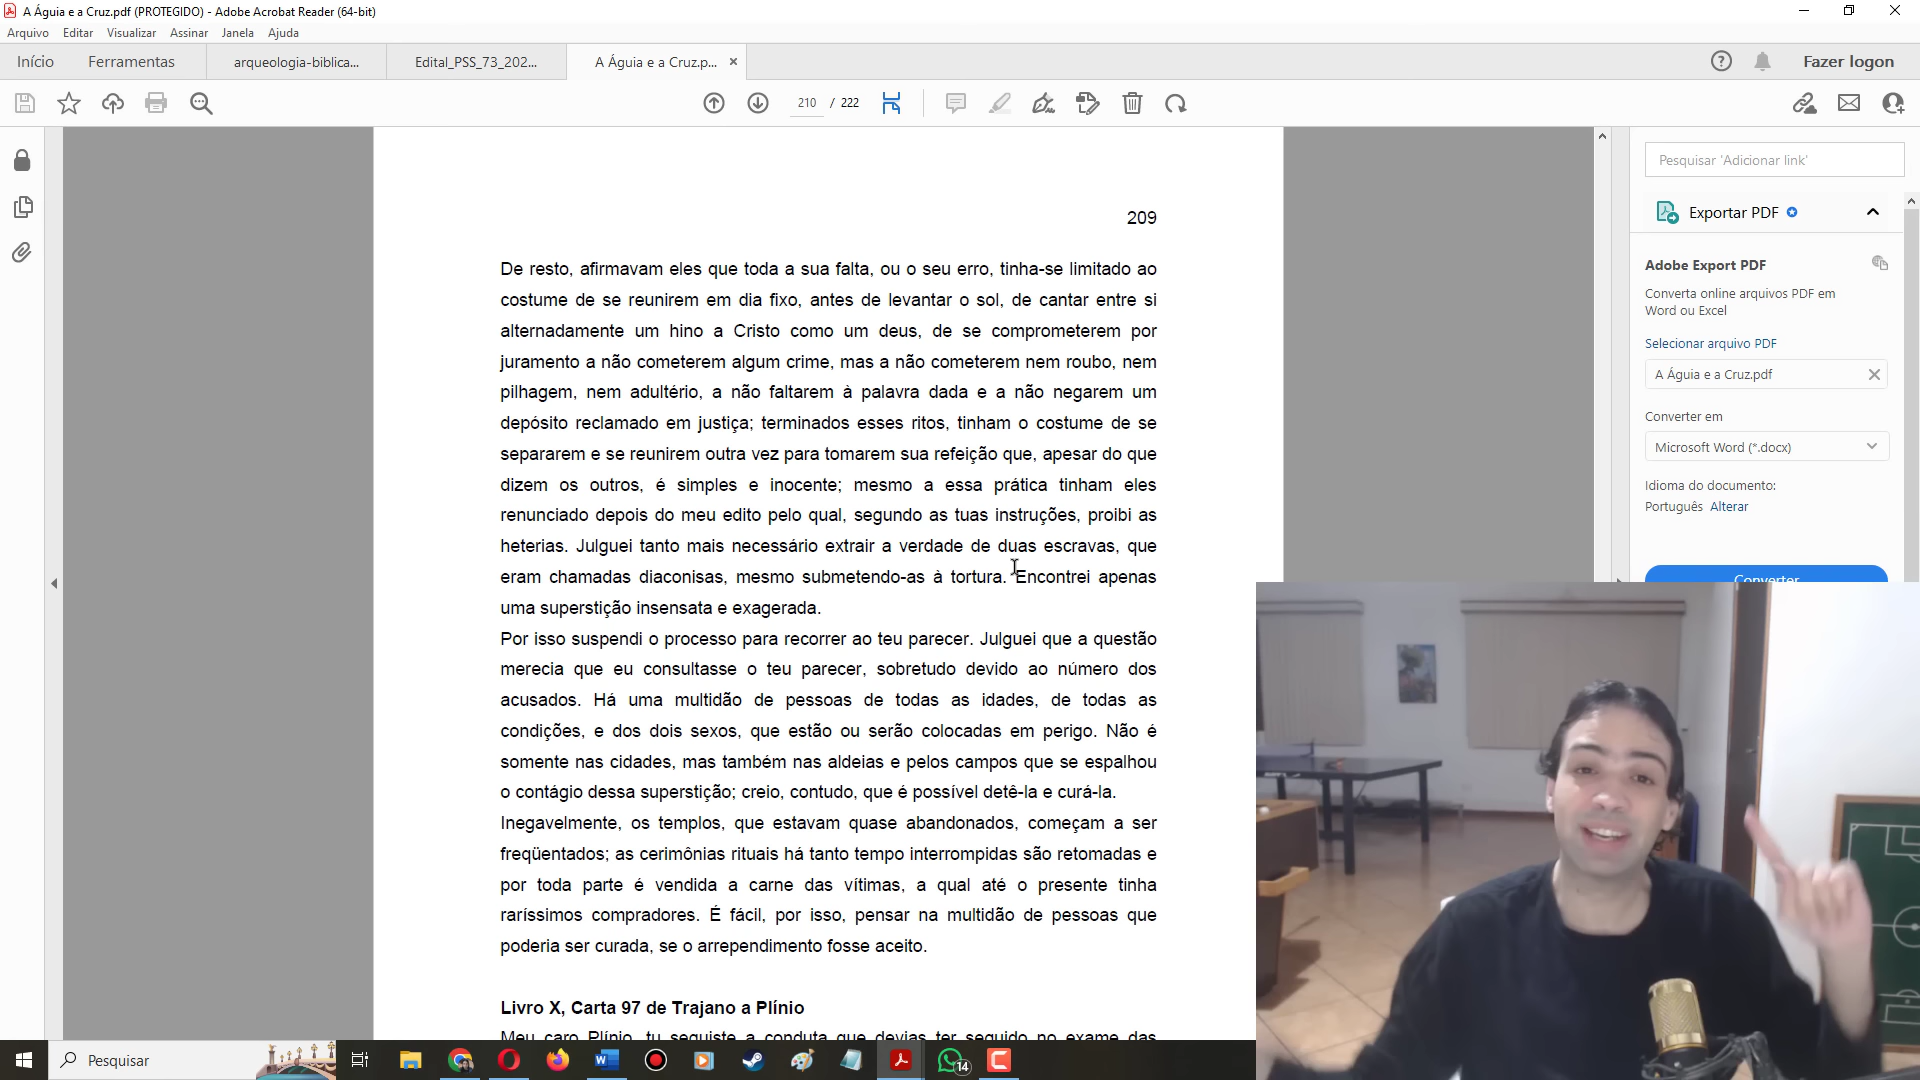 A Águia e a Cruz.pdf (PROTEGIDO) - Adobe Acrobat Reader (64-bit)
Arquivo Editar Visualizar Assinar Janela Ajuda
Início Ferramentas arqueologia-biblica... Edital_PSS_73_202... A Águia e a Cruz.p... Fazer logon
210 / 222
Pesquisar 'Adicionar link'
Exportar PDF
Adobe Export PDF
Converta online arquivos PDF em
Word ou Excel
Selecionar arquivo PDF
A Águia e a Cruz.pdf
Converter em
Microsoft Word (*.docx)
Idioma do documento:
Português Alterar
Converter
209
De resto, afirmavam eles que toda a sua falta, ou o seu erro, tinha-se limitado ao
costume de se reunirem em dia fixo, antes de levantar o sol, de cantar entre si
alternadamente um hino a Cristo como um deus, de se comprometerem por
juramento a não cometerem algum crime, mas a não cometerem nem roubo, nem
pilhagem, nem adultério, a não faltarem à palavra dada e a não negarem um
depósito reclamado em justiça; terminados esses ritos, tinham o costume de se
separarem e se reunirem outra vez para tomarem sua refeição que, apesar do que
dizem os outros, é simples e inocente; mesmo a essa prática tinham eles
renunciado depois do meu edito pelo qual, segundo as tuas instruções, proibi as
heterias. Julguei tanto mais necessário extrair a verdade de duas escravas, que
eram chamadas diaconisas, mesmo submetendo-as à tortura. Encontrei apenas
uma superstição insensata e exagerada.
Por isso suspendi o processo para recorrer ao teu parecer. Julguei que a questão
merecia que eu consultasse o teu parecer, sobretudo devido ao número dos
acusados. Há uma multidão de pessoas de todas as idades, de todas as
condições, e dos dois sexos, que estão ou serão colocadas em perigo. Não é
somente nas cidades, mas também nas aldeias e pelos campos que se espalhou
o contágio dessa superstição; creio, contudo, que é possível detê-la e curá-la.
Inegavelmente, os templos, que estavam quase abandonados, começam a ser
freqüentados; as cerimônias rituais há tanto tempo interrompidas são retomadas e
por toda parte é vendida a carne das vítimas, a qual até o presente tinha
raríssimos compradores. É fácil, por isso, pensar na multidão de pessoas que
poderia ser curada, se o arrependimento fosse aceito.
Livro X, Carta 97 de Trajano a Plínio
Meu caro Plínio, tu seguiste a conduta que devias ter seguido no exame das
Pesquisar
14